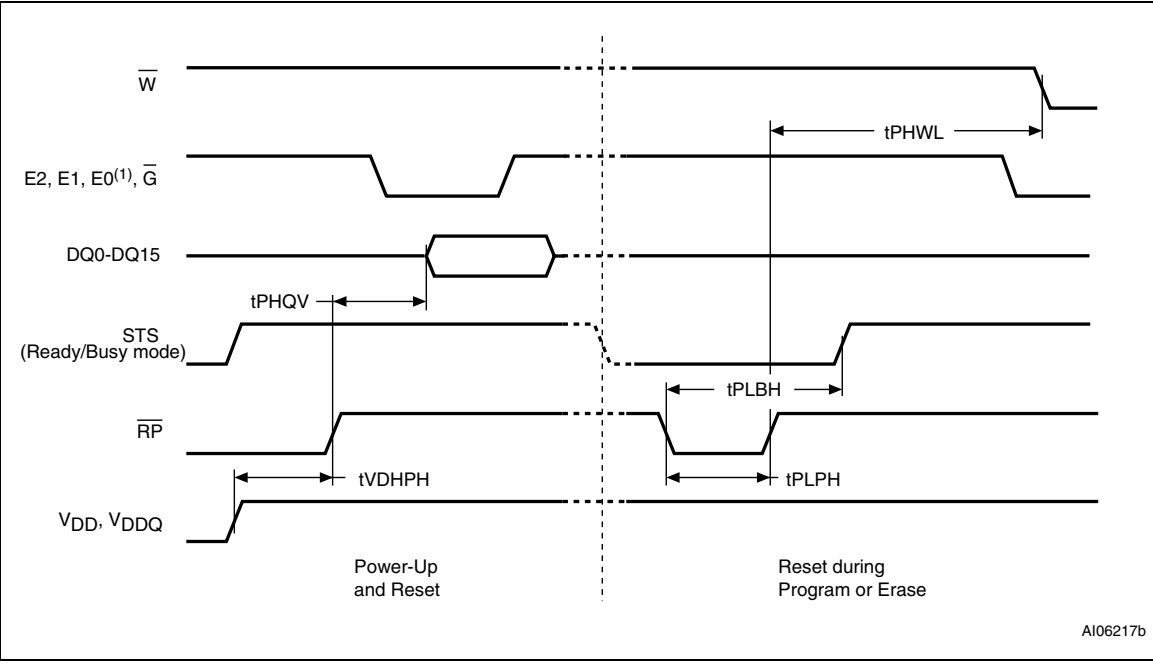 W̅
tPHWL
E2, E1, E0(1), G̅
DQ0-DQ15
tPHQV
STS
(Ready/Busy mode)
tPLBH
R̅P̅
tVDHPH
tPLPH
VDD, VDDQ
Power-Up
and Reset
Reset during
Program or Erase
AI06217b